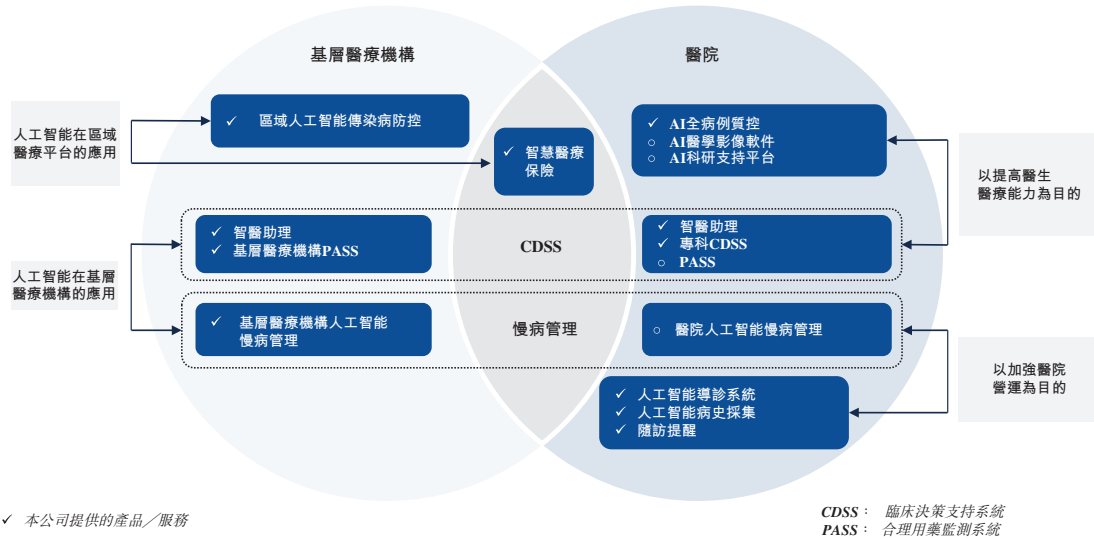 基層醫療機構
醫院
人工智能在區域
醫療平台的應用
✓ 區域人工智能傳染病防控
✓ 智慧醫療
保險
✓ AI全病例質控
○ AI醫學影像軟件
○ AI科研支持平台
以提高醫生
醫療能力為目的
✓ 智醫助理
✓ 基層醫療機構PASS
CDSS
✓ 智醫助理
✓ 專科CDSS
○ PASS
人工智能在基層
醫療機構的應用
✓ 基層醫療機構人工智能
慢病管理
慢病管理
○ 醫院人工智能慢病管理
以加強醫院
營運為目的
✓ 人工智能導診系統
✓ 人工智能病史採集
✓ 隨訪提醒
✓ 本公司提供的產品／服務
CDSS： 臨床決策支持系統
PASS： 合理用藥監測系統